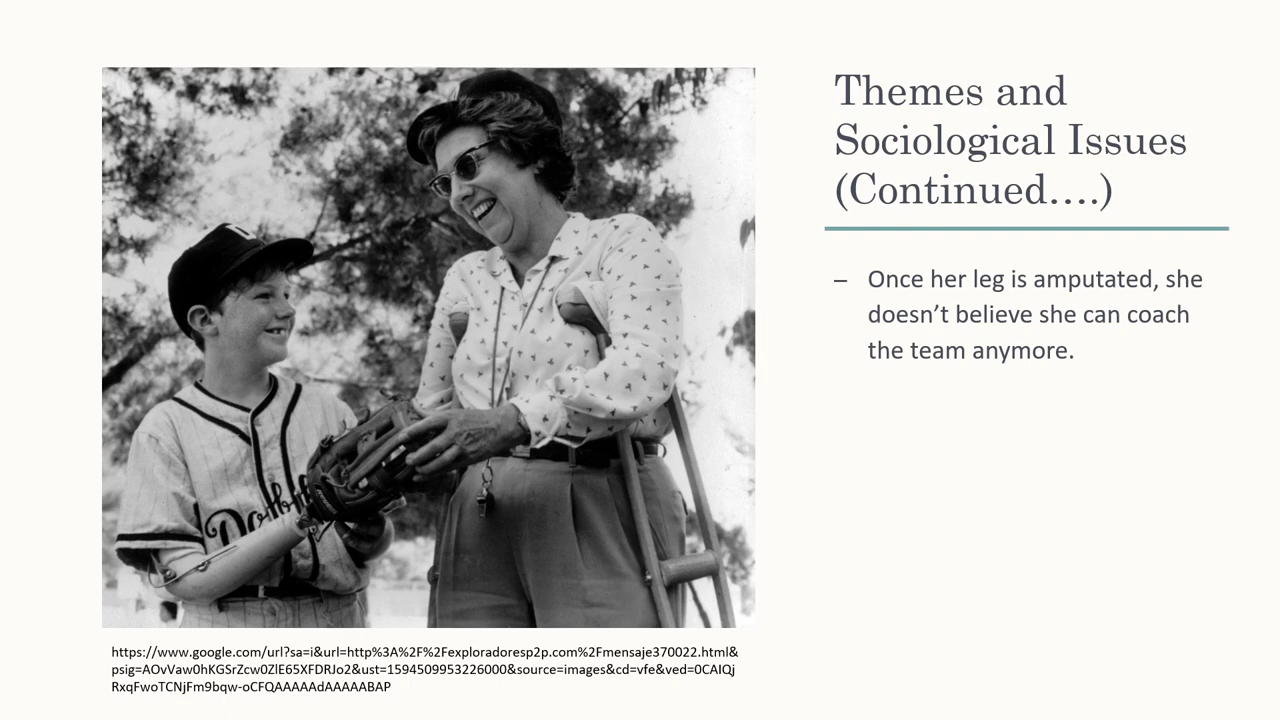 Themes and
Sociological Issues
(Continued….)
– Once her leg is amputated, she
doesn’t believe she can coach
the team anymore.
https://www.google.com/url?sa=i&url=http%3A%2F%2Fexploradoresp2p.com%2Fmensaje370022.html&
psig=AOvVaw0hKGSrZcw0ZlE65XFDRJo2&ust=1594509953226000&source=images&cd=vfe&ved=0CAIQj
RxqFwoTCNjFm9bqw-oCFQAAAAAdAAAAABAP